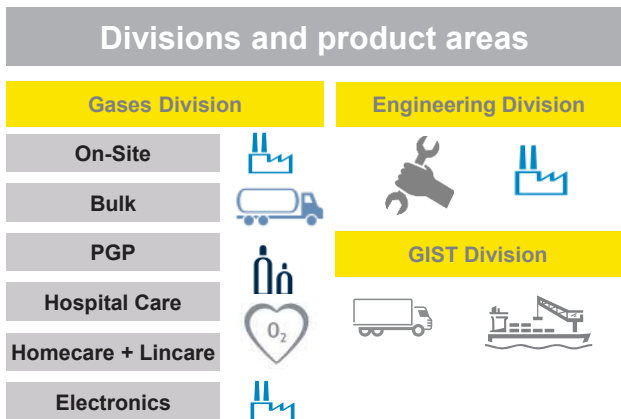 Divisions and product areas
Gases Division
On-Site
Bulk
PGP
Hospital Care
O2
Homecare + Lincare
Electronics
Engineering Division
GIST Division